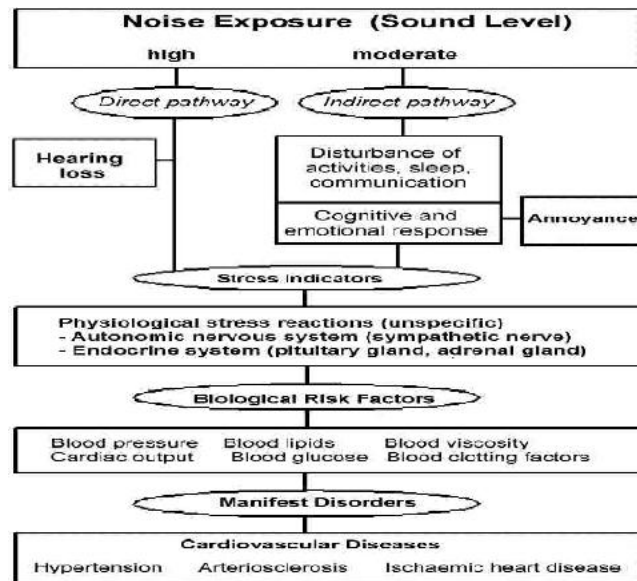 Noise Exposure (Sound Level)
high moderate
Direct pathway Indirect pathway
Hearing
loss
Disturbance of
activities, sleep,
communication
Cognitive and
emotional response
Annoyance
Stress Indicators
Physiological stress reactions (unspecific)
- Autonomic nervous system (sympathetic nerve)
- Endocrine system (pituitary gland, adrenal gland)
Biological Risk Factors
Blood pressure Blood lipids Blood viscosity
Cardiac output Blood glucose Blood clotting factors
Manifest Disorders
Cardiovascular Diseases
Hypertension Arteriosclerosis Ischaemic heart disease